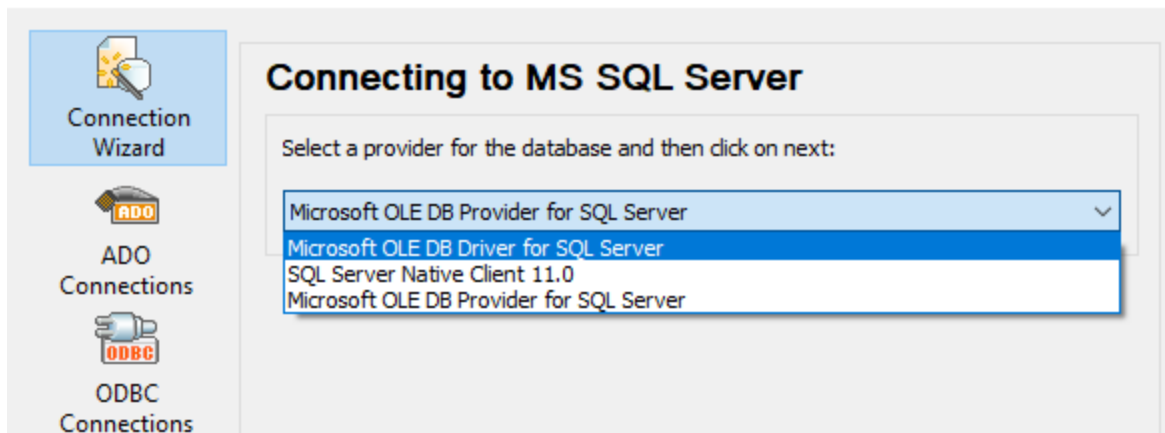 Connection
Wizard
ADO
ADO
Connections
ODBC
ODBC
Connections
Connecting to MS SQL Server
Select a provider for the database and then click on next:
Microsoft OLE DB Provider for SQL Server
Microsoft OLE DB Driver for SQL Server
SQL Server Native Client 11.0
Microsoft OLE DB Provider for SQL Server